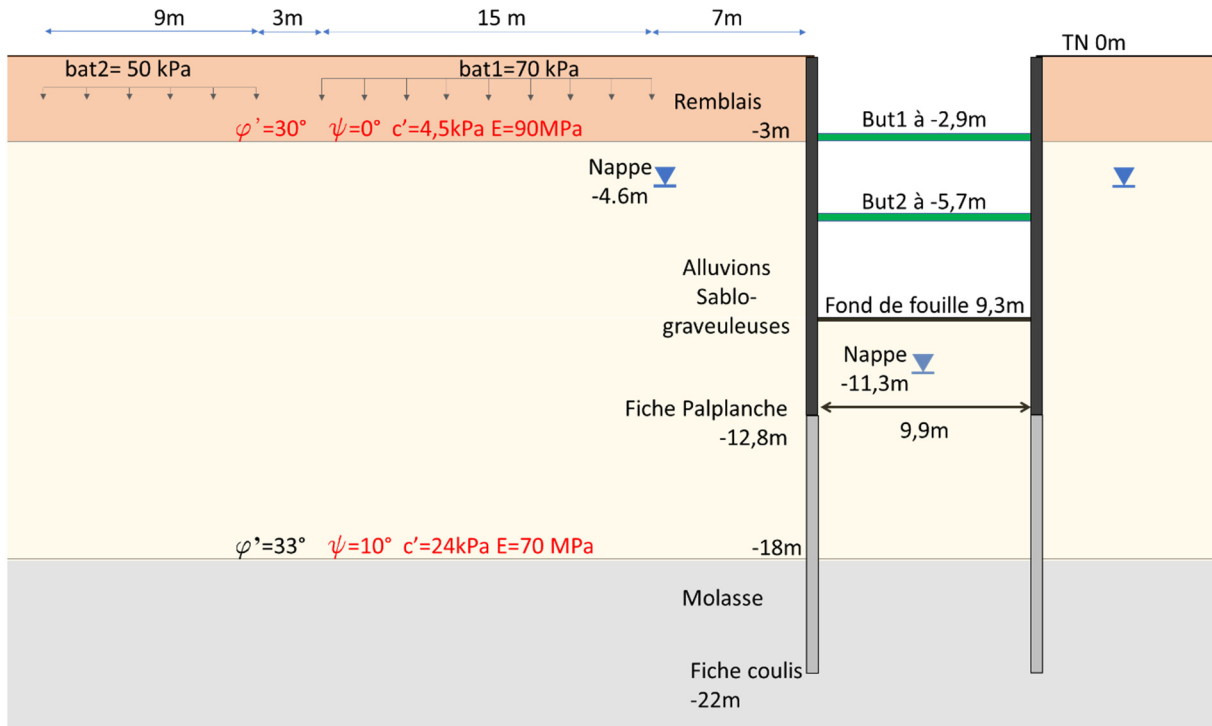 9m 3m 15 m 7m
TN 0m
bat2= 50 kPa bat1=70 kPa
Remblais
-3m
φ'=30° ψ=0° c'=4,5kPa E=90MPa
But1 à -2,9m
Nappe
-4.6m
But2 à -5,7m
Alluvions
Sablo-
graveuleuses
Fond de fouille 9,3m
Nappe
-11,3m
Fiche Palplanche
-12,8m
9,9m
φ'=33° ψ=10° c'=24kPa E=70 MPa
-18m
Molasse
Fiche coulis
-22m